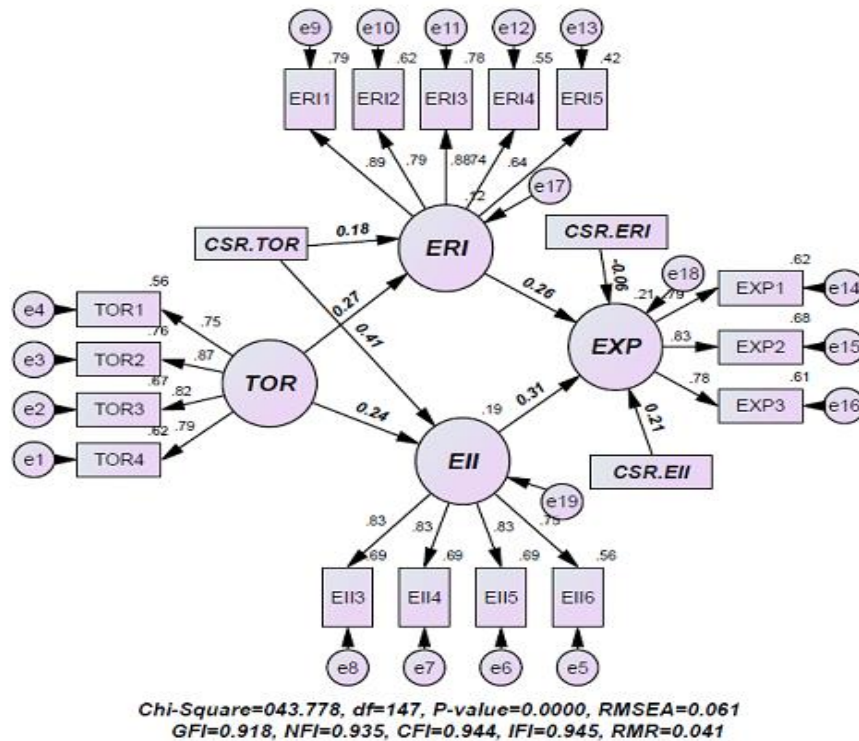 e9 e10 e11 e12 e13
.79 .62 .78 .55 .42
ERI1 ERI2 ERI3 ERI4 ERI5
.89 .79 .88 .74 .64
.12 e17
CSR.TOR 0.18 ERI CSR.ERI
-0.06 e18
.56 0.27 0.26 .21 .79 .62
e4 TOR1 .75 EXP1 e14
.76 0.41 .68
e3 TOR2 .87 TOR EXP .83 EXP2 e15
.67 .82 .61
e2 TOR3 .78 EXP3 e16
.62 .79 0.24 .19 0.31 0.21
e1 TOR4 EII CSR.EII
e19
.83 .83 .83 .75
.69 .69 .69 .56
EII3 EII4 EII5 EII6
e8 e7 e6 e5
Chi-Square=043.778, df=147, P-value=0.0000, RMSEA=0.061
GFI=0.918, NFI=0.935, CFI=0.944, IFI=0.945, RMR=0.041